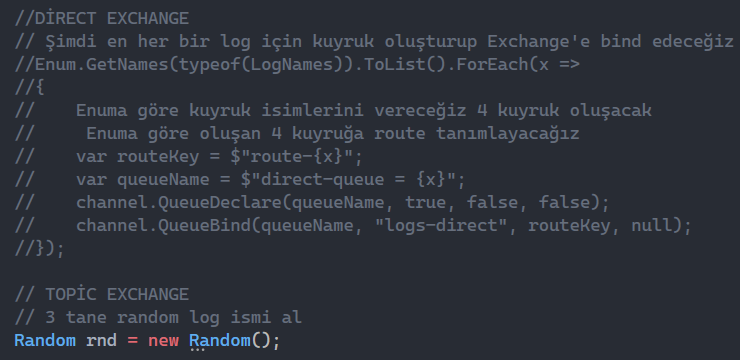 //DİRECT EXCHANGE
// Şimdi en her bir log için kuyruk oluşturup Exchange'e bind edeceğiz
//Enum.GetNames(typeof(LogNames)).ToList().ForEach(x =>
//{
//    Enuma göre kuyruk isimlerini vereceğiz 4 kuyruk oluşacak
//     Enuma göre oluşan 4 kuyruğa route tanımlayacağız
//    var routeKey = $"route-{x}";
//    var queueName = $"direct-queue = {x}";
//    channel.QueueDeclare(queueName, true, false, false);
//    channel.QueueBind(queueName, "logs-direct", routeKey, null);
//});
// TOPİC EXCHANGE
// 3 tane random log ismi al
Random rnd = new Random();